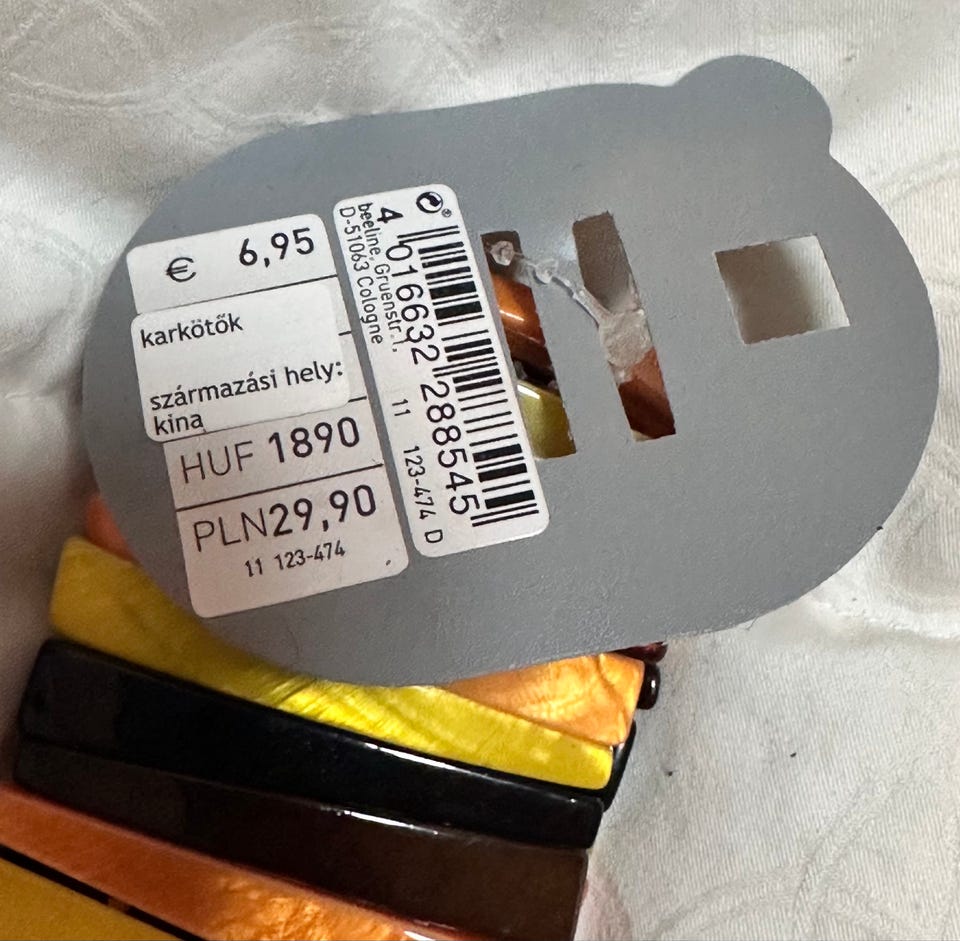 € 6,95
karkötők
származási hely:
kina
HUF 1890
PLN29,90
11 123-474
®
4 016632 288545
beeline, Gruenstr. 1,
D-51063 Cologne
11 123-474 D